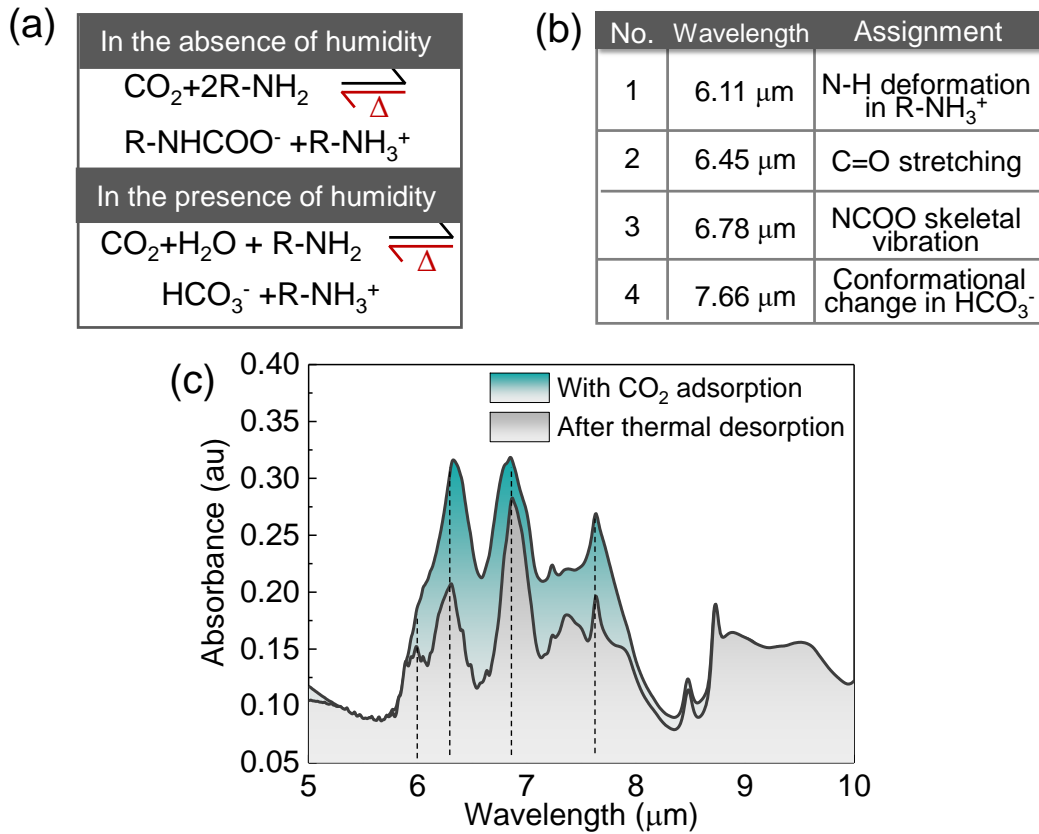 (a)
In the absence of humidity
CO₂+2R-NH₂
Δ
R-NHCOO⁻ +R-NH₃⁺
In the presence of humidity
CO₂+H₂O + R-NH₂
Δ
HCO₃⁻ +R-NH₃⁺
(b)
No. Wavelength Assignment
1 6.11 μm N-H deformation
in R-NH₃⁺
2 6.45 μm C=O stretching
3 6.78 μm NCOO skeletal
vibration
4 7.66 μm Conformational
change in HCO₃⁻
(c)
With CO₂ adsorption
After thermal desorption
Absorbance (au)
0.40
0.35
0.30
0.25
0.20
0.15
0.10
0.05
5 6 7 8 9 10
Wavelength (μm)